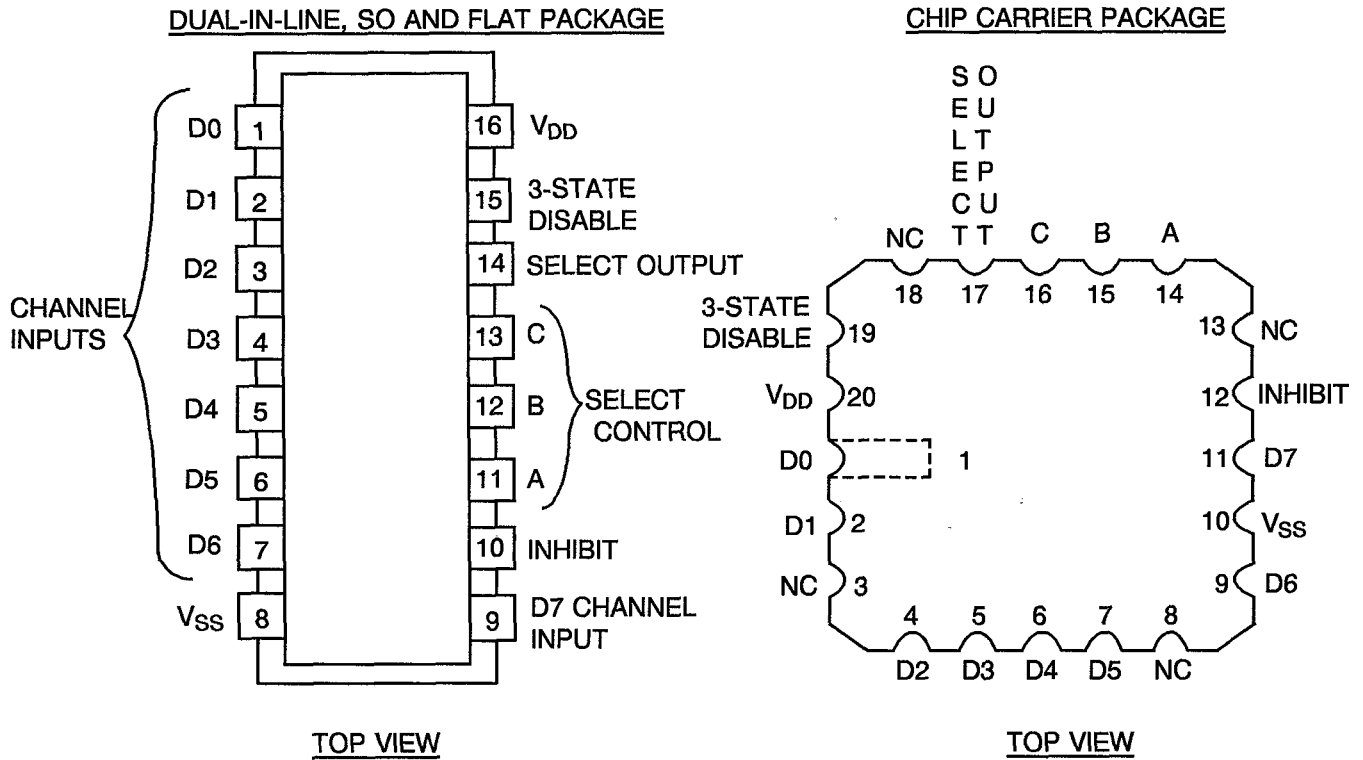 DUAL-IN-LINE, SO AND FLAT PACKAGE
CHANNEL
INPUTS
D0 1
D1 2
D2 3
D3 4
D4 5
D5 6
D6 7
VSS 8
16 VDD
15 3-STATE
DISABLE
14 SELECT OUTPUT
13 C
12 B
11 A
SELECT
CONTROL
10 INHIBIT
9 D7 CHANNEL
INPUT
TOP VIEW
CHIP CARRIER PACKAGE
SELECT
OUTPUT
NC C B A
18 17 16 15 14
3-STATE
DISABLE 19
VDD 20
D0 1
D1 2
NC 3
13 NC
12 INHIBIT
11 D7
10 VSS
9 D6
4 5 6 7 8
D2 D3 D4 D5 NC
TOP VIEW